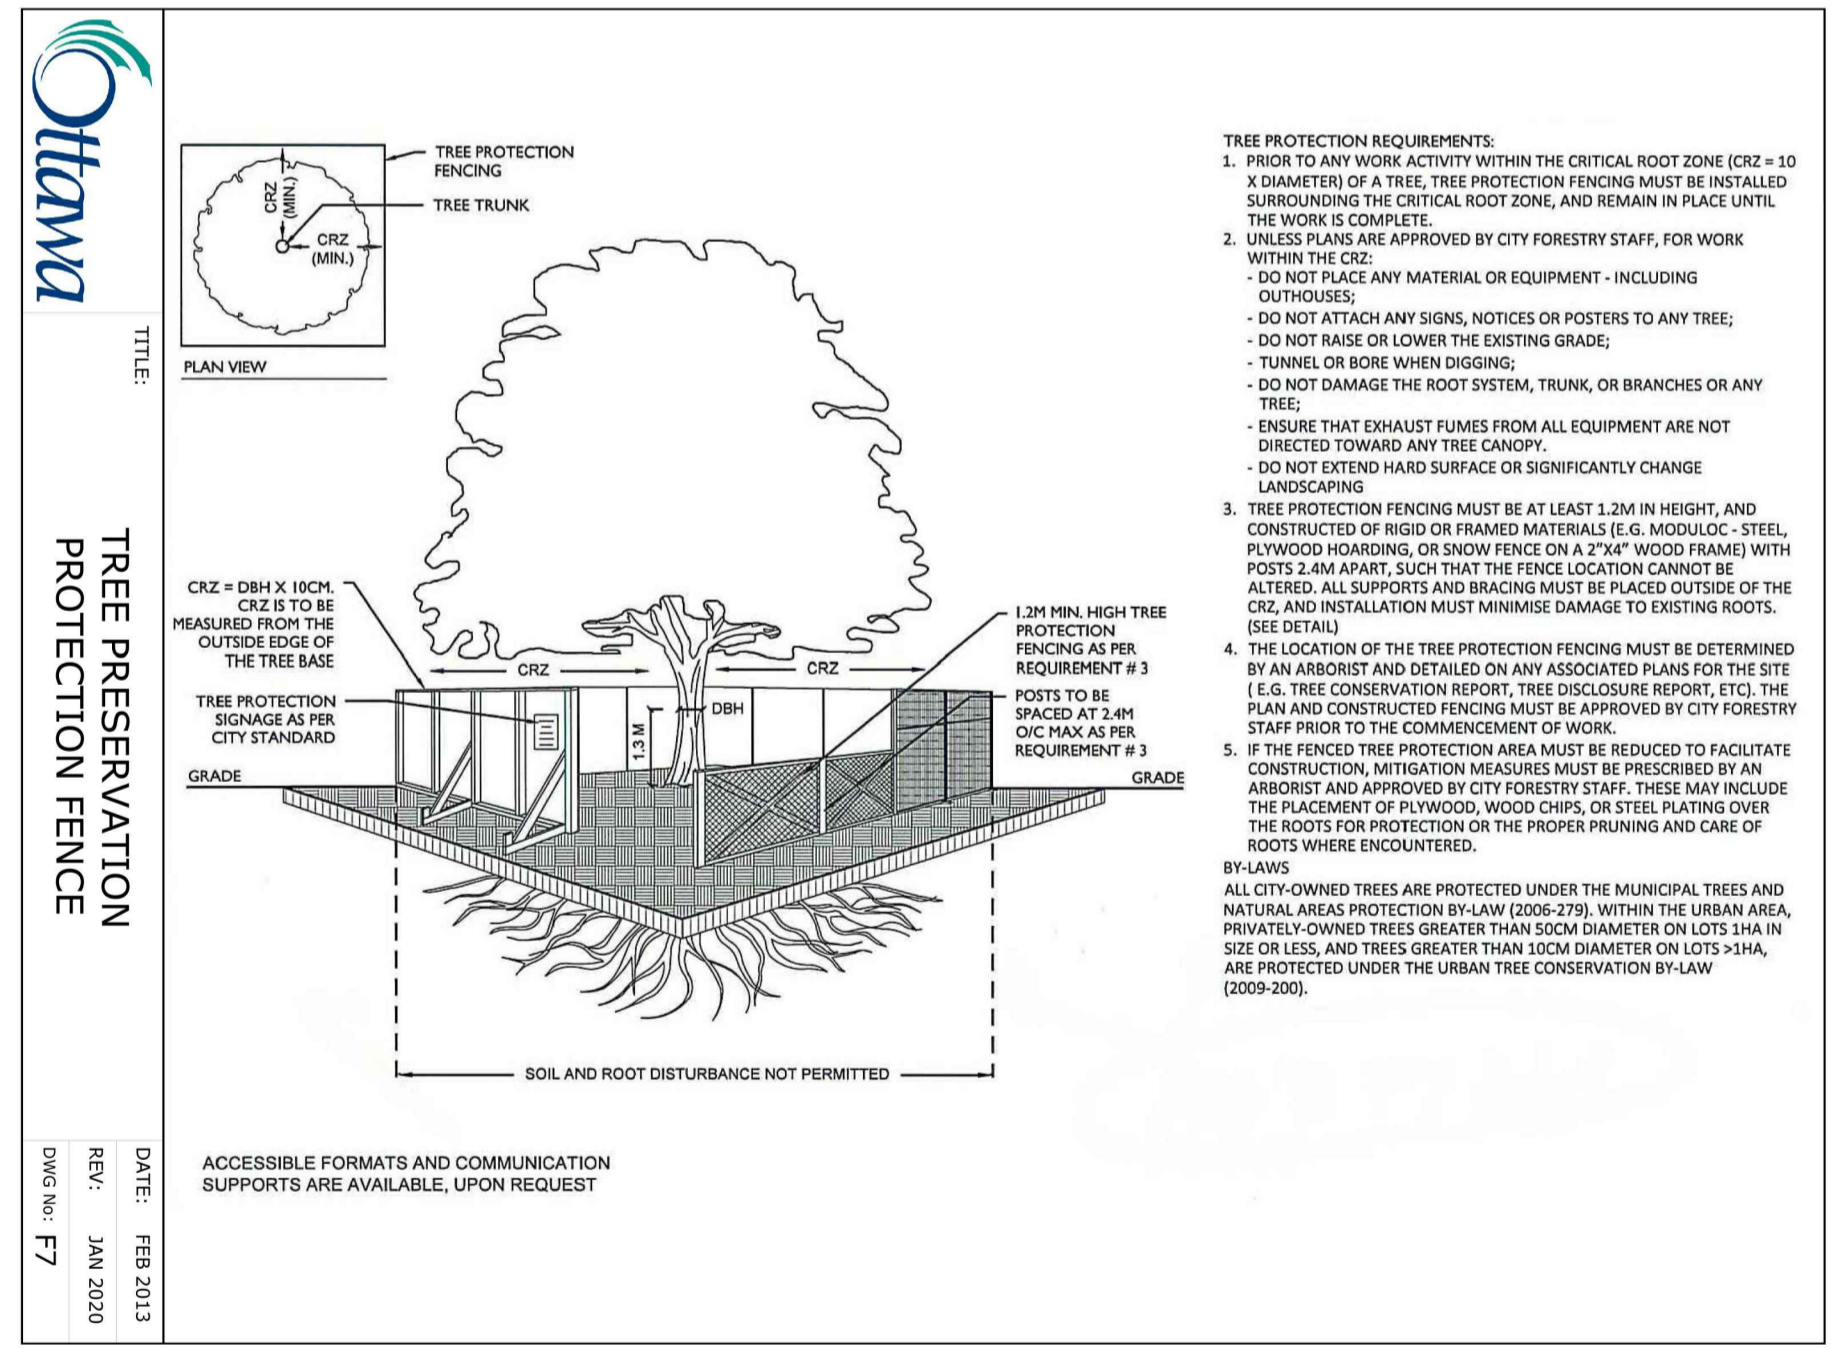 Ottawa
TITLE:
TREE PRESERVATION
PROTECTION FENCE
DATE: FEB 2013
REV: JAN 2020
DWG No: F7
TREE PROTECTION
FENCING
TREE TRUNK
CRZ
(MIN.)
CRZ
(MIN.)
PLAN VIEW
CRZ = DBH X 10CM.
CRZ IS TO BE
MEASURED FROM THE
OUTSIDE EDGE OF
THE TREE BASE
TREE PROTECTION
SIGNAGE AS PER
CITY STANDARD
GRADE
CRZ
CRZ
DBH
1.3 M
1.2M MIN. HIGH TREE
PROTECTION
FENCING AS PER
REQUIREMENT # 3
POSTS TO BE
SPACED AT 2.4M
O/C MAX AS PER
REQUIREMENT # 3
GRADE
SOIL AND ROOT DISTURBANCE NOT PERMITTED
ACCESSIBLE FORMATS AND COMMUNICATION
SUPPORTS ARE AVAILABLE, UPON REQUEST
TREE PROTECTION REQUIREMENTS:
1. PRIOR TO ANY WORK ACTIVITY WITHIN THE CRITICAL ROOT ZONE (CRZ = 10
X DIAMETER) OF A TREE, TREE PROTECTION FENCING MUST BE INSTALLED
SURROUNDING THE CRITICAL ROOT ZONE, AND REMAIN IN PLACE UNTIL
THE WORK IS COMPLETE.
2. UNLESS PLANS ARE APPROVED BY CITY FORESTRY STAFF, FOR WORK
WITHIN THE CRZ:
- DO NOT PLACE ANY MATERIAL OR EQUIPMENT - INCLUDING
OUTHOUSES;
- DO NOT ATTACH ANY SIGNS, NOTICES OR POSTERS TO ANY TREE;
- DO NOT RAISE OR LOWER THE EXISTING GRADE;
- TUNNEL OR BORE WHEN DIGGING;
- DO NOT DAMAGE THE ROOT SYSTEM, TRUNK, OR BRANCHES OR ANY
TREE;
- ENSURE THAT EXHAUST FUMES FROM ALL EQUIPMENT ARE NOT
DIRECTED TOWARD ANY TREE CANOPY.
- DO NOT EXTEND HARD SURFACE OR SIGNIFICANTLY CHANGE
LANDSCAPING
3. TREE PROTECTION FENCING MUST BE AT LEAST 1.2M IN HEIGHT, AND
CONSTRUCTED OF RIGID OR FRAMED MATERIALS (E.G. MODULOC - STEEL,
PLYWOOD HOARDING, OR SNOW FENCE ON A 2"X4" WOOD FRAME) WITH
POSTS 2.4M APART, SUCH THAT THE FENCE LOCATION CANNOT BE
ALTERED. ALL SUPPORTS AND BRACING MUST BE PLACED OUTSIDE OF THE
CRZ, AND INSTALLATION MUST MINIMISE DAMAGE TO EXISTING ROOTS.
(SEE DETAIL)
4. THE LOCATION OF THE TREE PROTECTION FENCING MUST BE DETERMINED
BY AN ARBORIST AND DETAILED ON ANY ASSOCIATED PLANS FOR THE SITE
( E.G. TREE CONSERVATION REPORT, TREE DISCLOSURE REPORT, ETC). THE
PLAN AND CONSTRUCTED FENCING MUST BE APPROVED BY CITY FORESTRY
STAFF PRIOR TO THE COMMENCEMENT OF WORK.
5. IF THE FENCED TREE PROTECTION AREA MUST BE REDUCED TO FACILITATE
CONSTRUCTION, MITIGATION MEASURES MUST BE PRESCRIBED BY AN
ARBORIST AND APPROVED BY CITY FORESTRY STAFF. THESE MAY INCLUDE
THE PLACEMENT OF PLYWOOD, WOOD CHIPS, OR STEEL PLATING OVER
THE ROOTS FOR PROTECTION OR THE PROPER PRUNING AND CARE OF
ROOTS WHERE ENCOUNTERED.
BY-LAWS
ALL CITY-OWNED TREES ARE PROTECTED UNDER THE MUNICIPAL TREES AND
NATURAL AREAS PROTECTION BY-LAW (2006-279). WITHIN THE URBAN AREA,
PRIVATELY-OWNED TREES GREATER THAN 50CM DIAMETER ON LOTS 1HA IN
SIZE OR LESS, AND TREES GREATER THAN 10CM DIAMETER ON LOTS >1HA,
ARE PROTECTED UNDER THE URBAN TREE CONSERVATION BY-LAW
(2009-200).